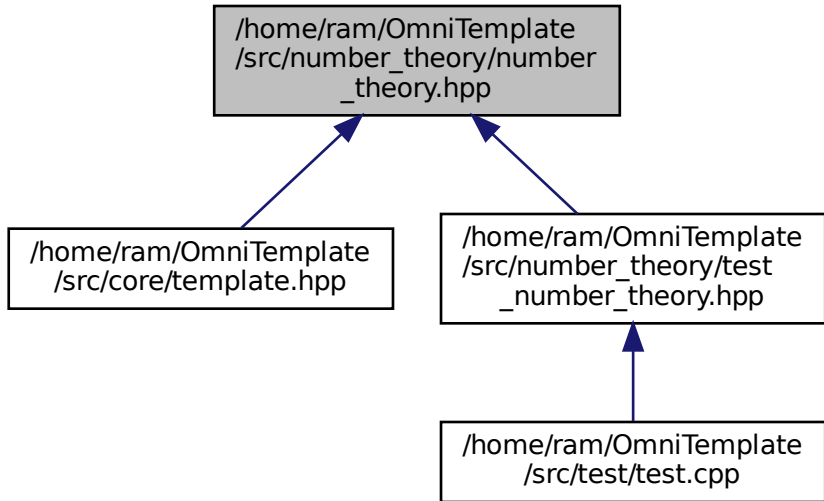 /home/ram/OmniTemplate
/src/number_theory/number
_theory.hpp
/home/ram/OmniTemplate
/src/core/template.hpp
/home/ram/OmniTemplate
/src/number_theory/test
_number_theory.hpp
/home/ram/OmniTemplate
/src/test/test.cpp